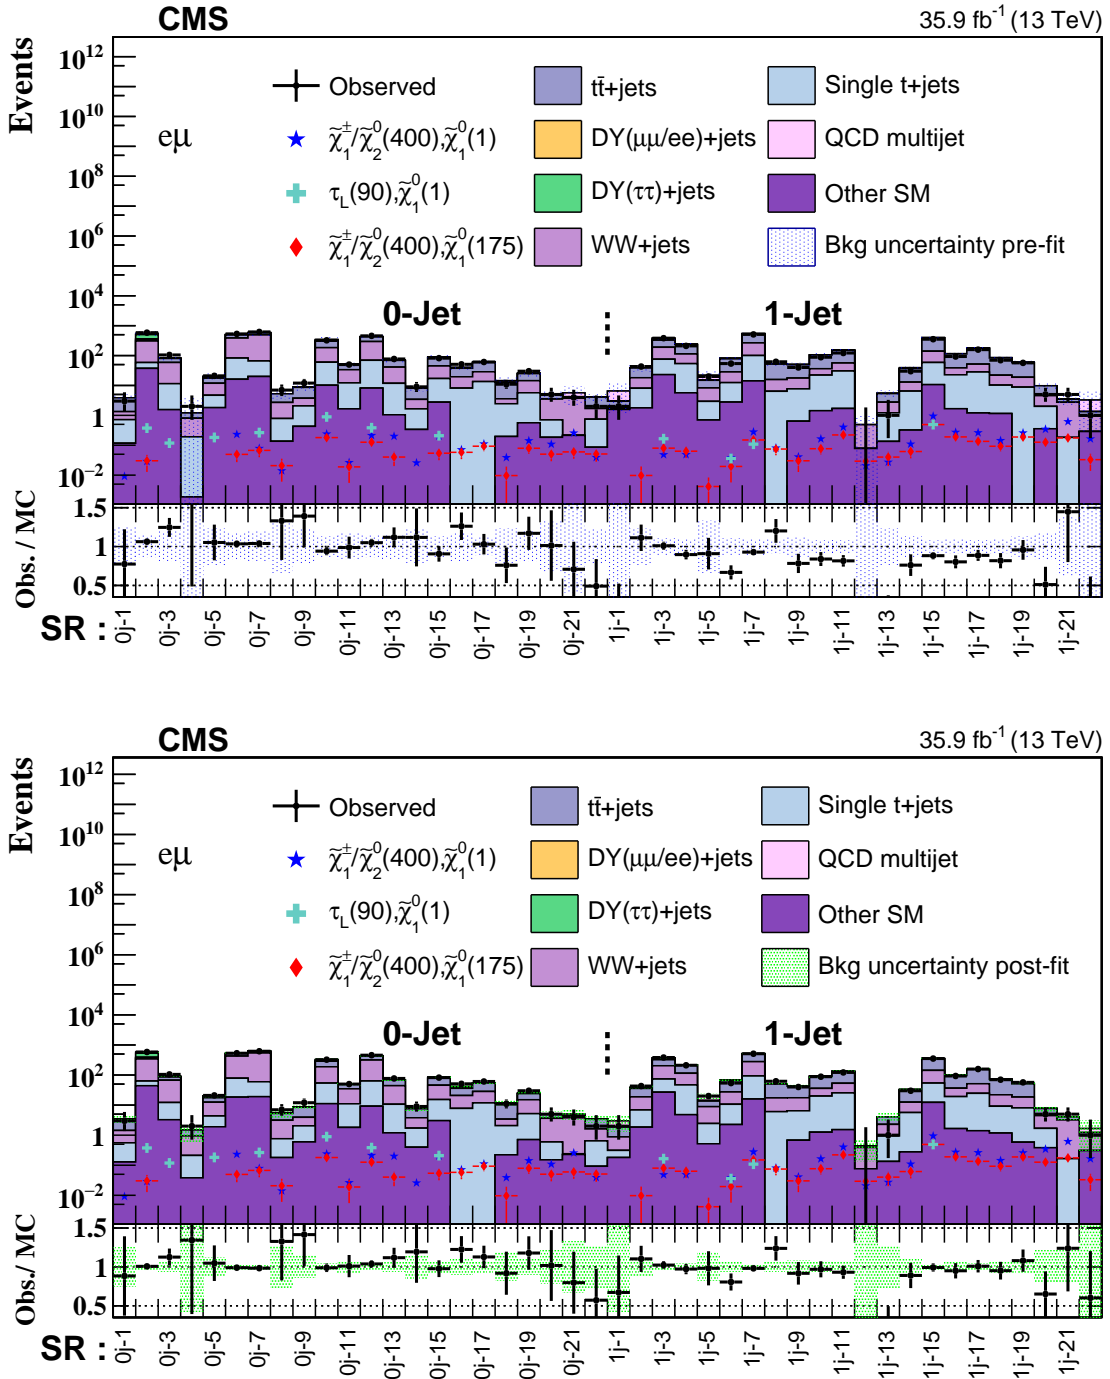 CMS
35.9 fb⁻¹ (13 TeV)
Events
10¹²
10¹⁰
10⁸
10⁶
10⁴
10²
1
10⁻²
eμ
Observed
χ̃₁±/χ̃₂⁰(400),χ̃₁⁰(1)
τL(90),χ̃₁⁰(1)
χ̃₁±/χ̃₂⁰(400),χ̃₁⁰(175)
tt̄+jets
DY(μμ/ee)+jets
DY(ττ)+jets
WW+jets
Single t+jets
QCD multijet
Other SM
Bkg uncertainty pre-fit
0-Jet
1-Jet
Obs. / MC
1.5
1
0.5
SR :
0j-1
0j-3
0j-5
0j-7
0j-9
0j-11
0j-13
0j-15
0j-17
0j-19
0j-21
1j-1
1j-3
1j-5
1j-7
1j-9
1j-11
1j-13
1j-15
1j-17
1j-19
1j-21
CMS
35.9 fb⁻¹ (13 TeV)
Events
10¹²
10¹⁰
10⁸
10⁶
10⁴
10²
1
10⁻²
eμ
Observed
χ̃₁±/χ̃₂⁰(400),χ̃₁⁰(1)
τL(90),χ̃₁⁰(1)
χ̃₁±/χ̃₂⁰(400),χ̃₁⁰(175)
tt̄+jets
DY(μμ/ee)+jets
DY(ττ)+jets
WW+jets
Single t+jets
QCD multijet
Other SM
Bkg uncertainty post-fit
0-Jet
1-Jet
Obs./ MC
1.5
1
0.5
SR :
0j-1
0j-3
0j-5
0j-7
0j-9
0j-11
0j-13
0j-15
0j-17
0j-19
0j-21
1j-1
1j-3
1j-5
1j-7
1j-9
1j-11
1j-13
1j-15
1j-17
1j-19
1j-21